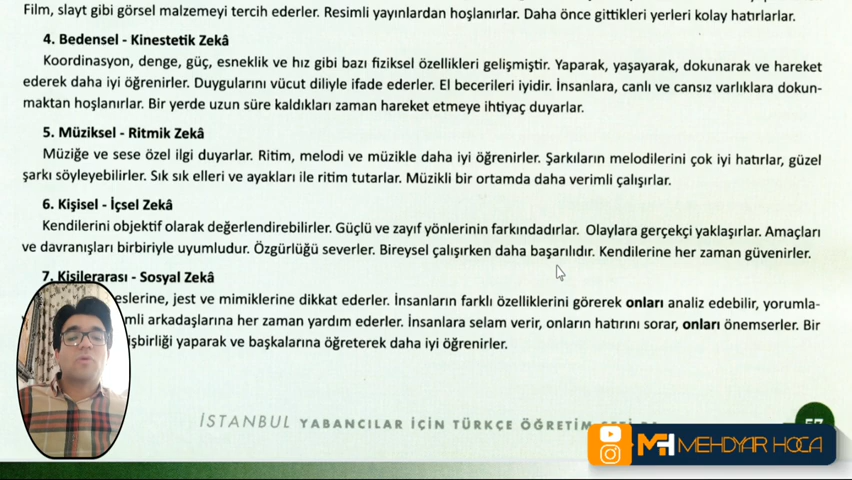 Film, slayt gibi görsel malzemeyi tercih ederler. Resimli yayınlardan hoşlanırlar. Daha önce gittikleri yerleri kolay hatırlarlar.
4. Bedensel - Kinestetik Zekâ
Koordinasyon, denge, güç, esneklik ve hız gibi bazı fiziksel özellikleri gelişmiştir. Yaparak, yaşayarak, dokunarak ve hareket
ederek daha iyi öğrenirler. Duygularını vücut diliyle ifade ederler. El becerileri iyidir. İnsanlara, canlı ve cansız varlıklara dokun-
maktan hoşlanırlar. Bir yerde uzun süre kaldıkları zaman hareket etmeye ihtiyaç duyarlar.
5. Müziksel - Ritmik Zekâ
Müziğe ve sese özel ilgi duyarlar. Ritim, melodi ve müzikle daha iyi öğrenirler. Şarkıların melodilerini çok iyi hatırlar, güzel
şarkı söyleyebilirler. Sık sık elleri ve ayakları ile ritim tutarlar. Müzikli bir ortamda daha verimli çalışırlar.
6. Kişisel - İçsel Zekâ
Kendilerini objektif olarak değerlendirebilirler. Güçlü ve zayıf yönlerinin farkındadırlar. Olaylara gerçekçi yaklaşırlar. Amaçları
ve davranışları birbiriyle uyumludur. Özgürlüğü severler. Bireysel çalışırken daha başarılıdır. Kendilerine her zaman güvenirler.
7. Kişilerarası - Sosyal Zekâ
eslerine, jest ve mimiklerine dikkat ederler. İnsanların farklı özelliklerini görerek onları analiz edebilir, yorumla-
mli arkadaşlarına her zaman yardım ederler. İnsanlara selam verir, onların hatırını sorar, onları önemserler. Bir
işbirliği yaparak ve başkalarına öğreterek daha iyi öğrenirler.
İSTANBUL YABANCILAR İÇİN TÜRKÇE ÖĞRETİM
MH MEHDYAR HOCA